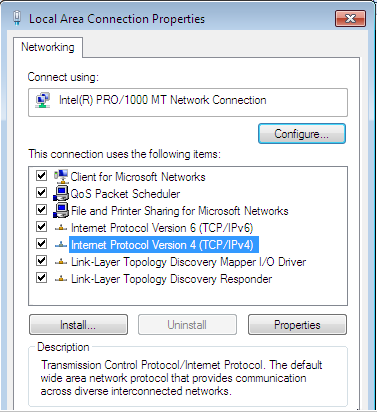 Local Area Connection Properties
Networking
Connect using:
Intel(R) PRO/1000 MT Network Connection
Configure...
This connection uses the following items:
Client for Microsoft Networks
QoS Packet Scheduler
File and Printer Sharing for Microsoft Networks
Internet Protocol Version 6 (TCP/IPv6)
Internet Protocol Version 4 (TCP/IPv4)
Link-Layer Topology Discovery Mapper I/O Driver
Link-Layer Topology Discovery Responder
Install...
Uninstall
Properties
Description
Transmission Control Protocol/Internet Protocol. The default
wide area network protocol that provides communication
across diverse interconnected networks.